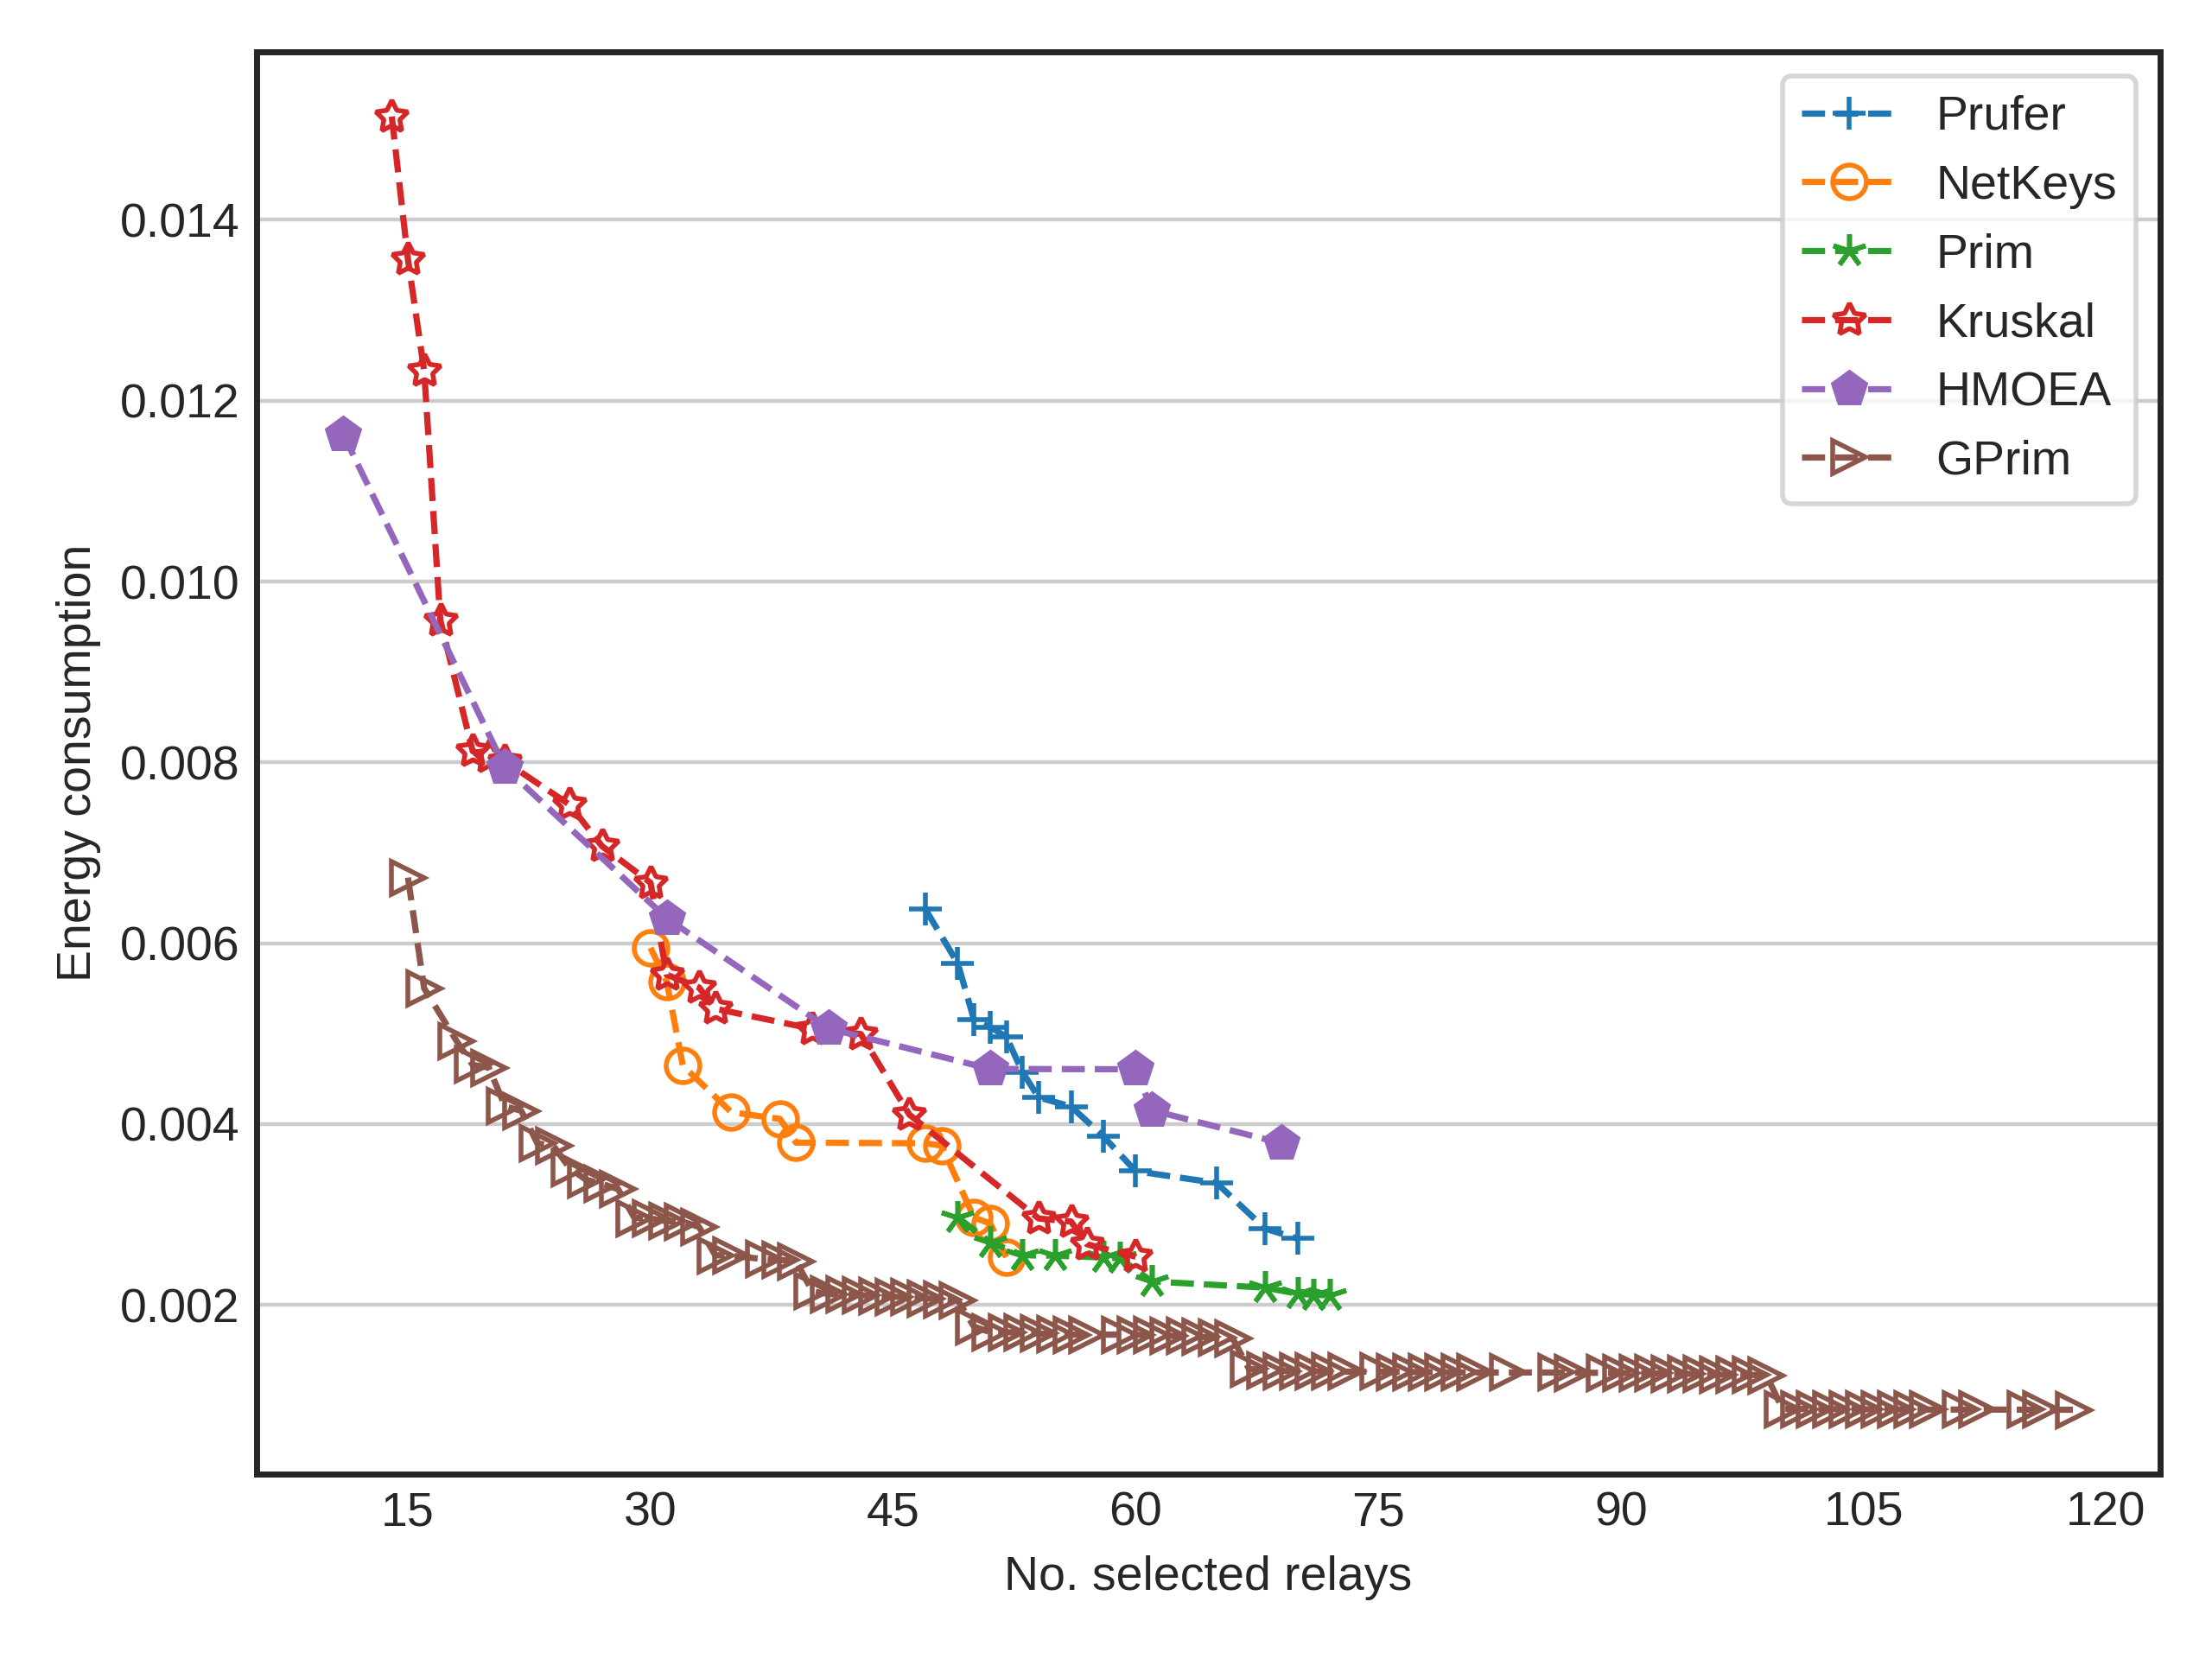 Prufer
NetKeys
Prim
Kruskal
HMOEA
GPrim
Energy consumption
0.014
0.012
0.010
0.008
0.006
0.004
0.002
15 30 45 60 75 90 105 120
No. selected relays